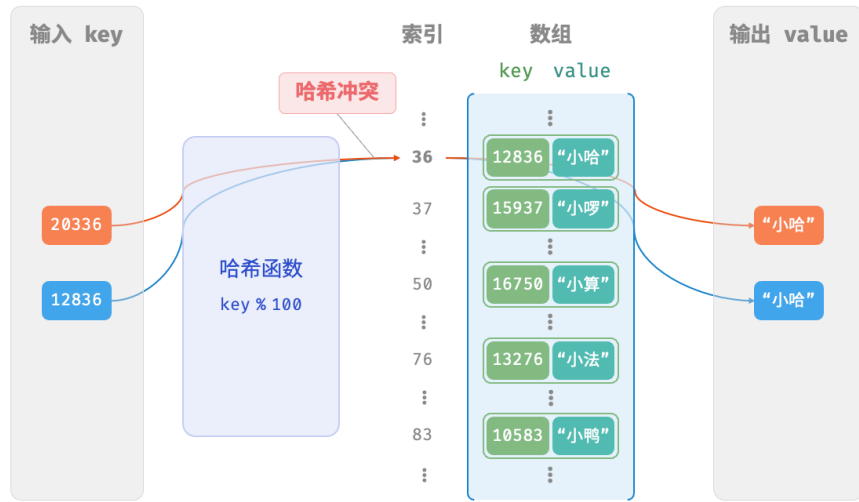 输入 key
索引
数组
输出 value
key value
哈希冲突
36
12836 “小哈”
37
15937 “小啰”
20336
“小哈”
哈希函数
key % 100
50
16750 “小算”
12836
“小哈”
76
13276 “小法”
83
10583 “小鸭”